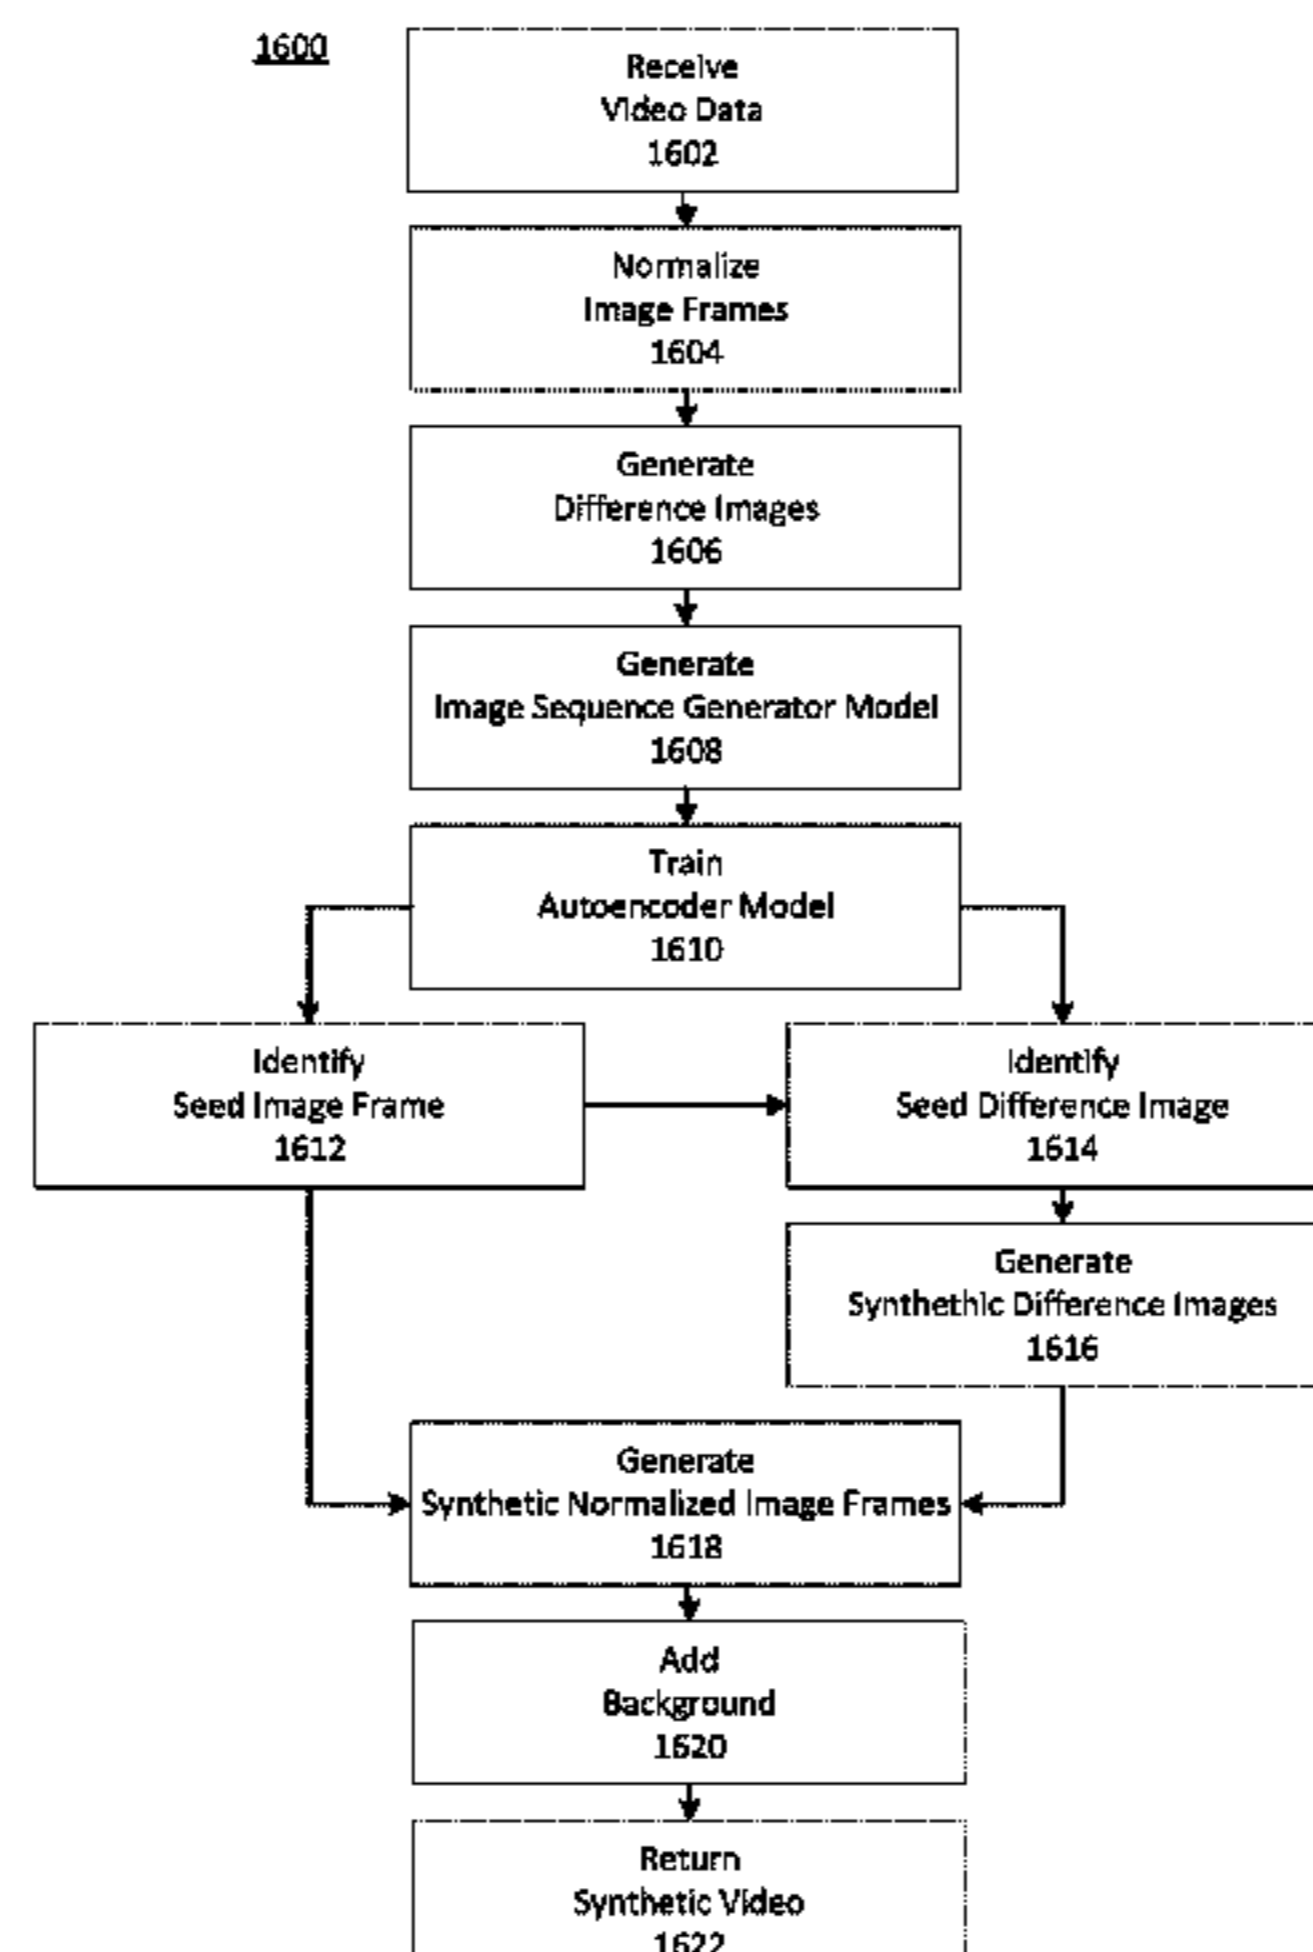 1600
Receive
Video Data
1602
Normalize
Image Frames
1604
Generate
Difference Images
1606
Generate
Image Sequence Generator Model
1608
Train
Autoencoder Model
1610
Identify
Seed Image Frame
1612
Identify
Seed Difference Image
1614
Generate
Synthethic Difference Images
1616
Generate
Synthetic Normalized Image Frames
1618
Add
Background
1620
Return
Synthetic Video
1622